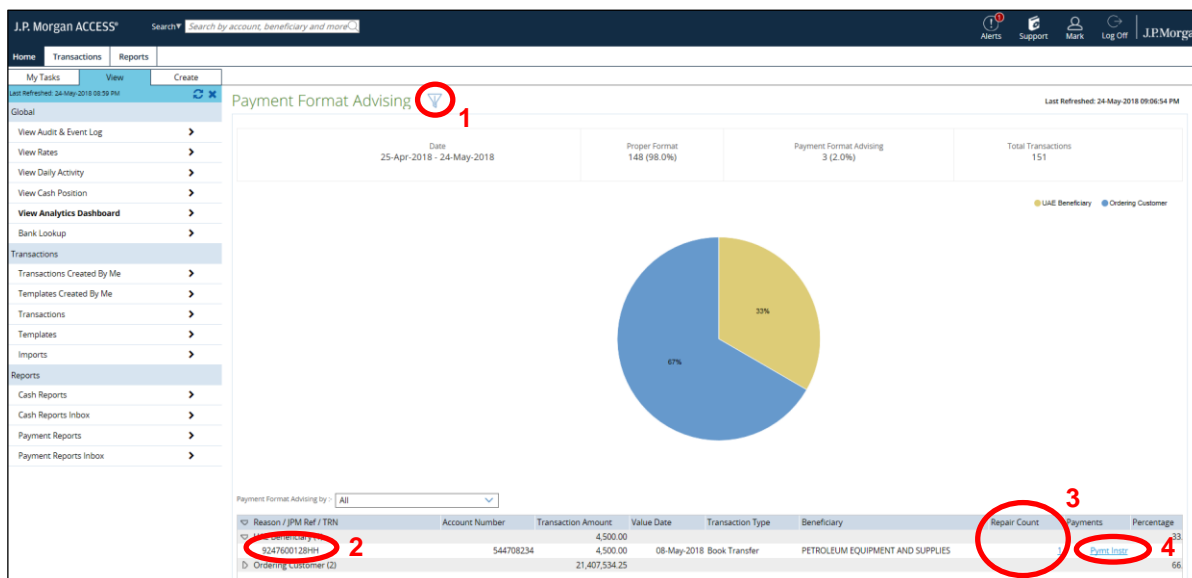 J.P. Morgan ACCESS® Search▼ Search by account, beneficiary and more
Alerts Support Mark Log Off J.P.Morga
Home Transactions Reports
My Tasks View Create
Last Refreshed: 24-May-2018 08:59 PM
Global
View Audit & Event Log
View Rates
View Daily Activity
View Cash Position
View Analytics Dashboard
Bank Lookup
Transactions
Transactions Created By Me
Templates Created By Me
Transactions
Templates
Imports
Reports
Cash Reports
Cash Reports Inbox
Payment Reports
Payment Reports Inbox
Payment Format Advising
1
Last Refreshed: 24-May-2018 09:06:54 PM
Date Proper Format Payment Format Advising Total Transactions
25-Apr-2018 - 24-May-2018 148 (98.0%) 3 (2.0%) 151
UAE Beneficiary Ordering Customer
33%
67%
Payment Format Advising by :- All
3
Reason / JPM Ref / TRN Account Number Transaction Amount Value Date Transaction Type Beneficiary Repair Count Payments Percentage
UAE Beneficiary 4,500.00 33.
9247600128HH 2 544708234 4,500.00 08-May-2018 Book Transfer PETROLEUM EQUIPMENT AND SUPPLIES 1 Pymt Instr 4
Ordering Customer (2) 21,407,534.25 66.